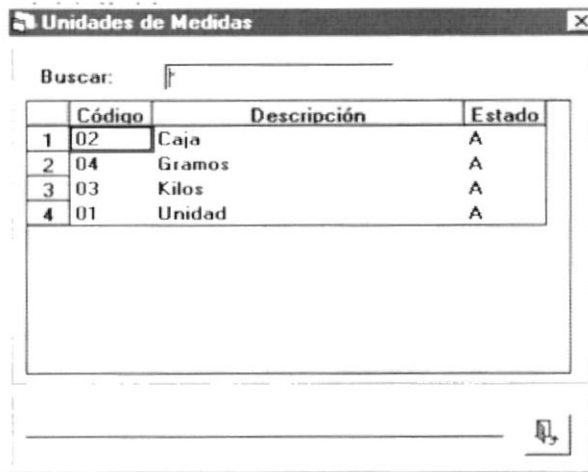 Unidades de Medidas
Buscar:
Código Descripción Estado
1 02 Caja A
2 04 Gramos A
3 03 Kilos A
4 01 Unidad A